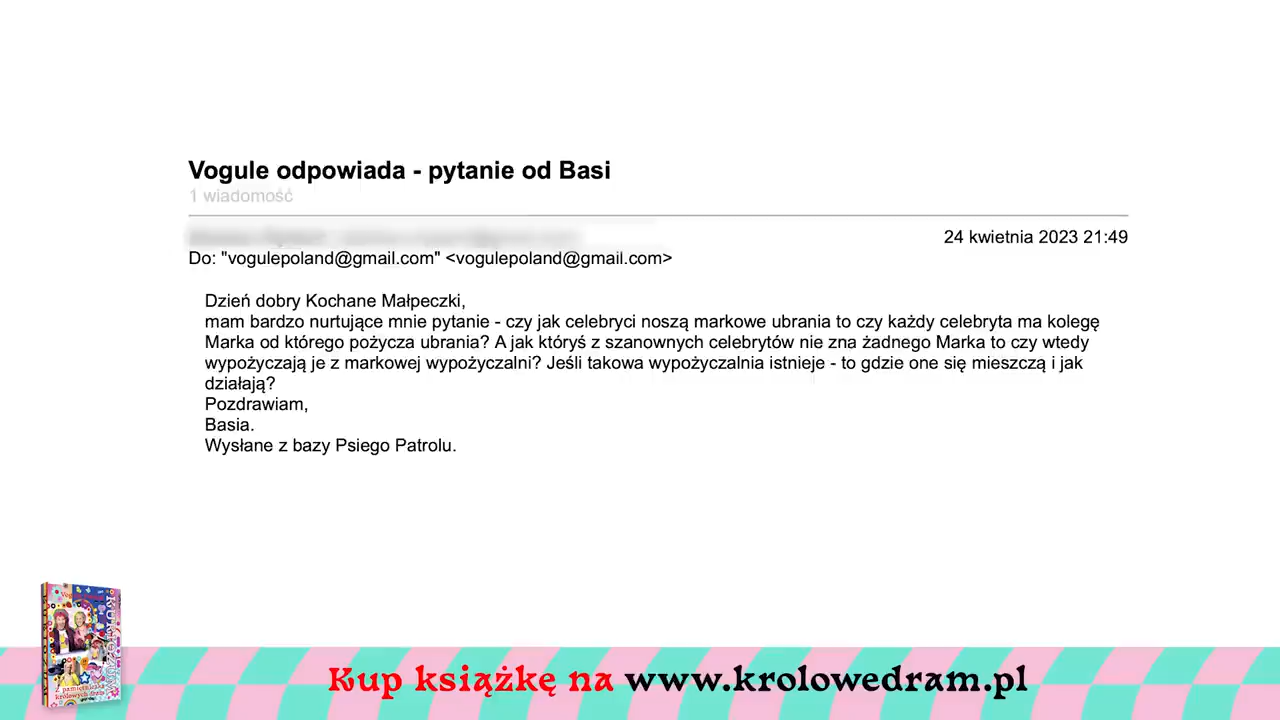 Vogule odpowiada - pytanie od Basi
1 wiadomość
24 kwietnia 2023 21:49
Do: "vogulepoland@gmail.com" <vogulepoland@gmail.com>
Dzień dobry Kochane Małpeczki,
mam bardzo nurtujące mnie pytanie - czy jak celebryci noszą markowe ubrania to czy każdy celebryta ma kolegę
Marka od którego pożycza ubrania? A jak któryś z szanownych celebrytów nie zna żadnego Marka to czy wtedy
wypożyczają je z markowej wypożyczalni? Jeśli takowa wypożyczalnia istnieje - to gdzie one się mieszczą i jak
działają?
Pozdrawiam,
Basia.
Wysłane z bazy Psiego Patrolu.
Z pamiętnika
królowych dram
Kup książkę na www.krolowedram.pl